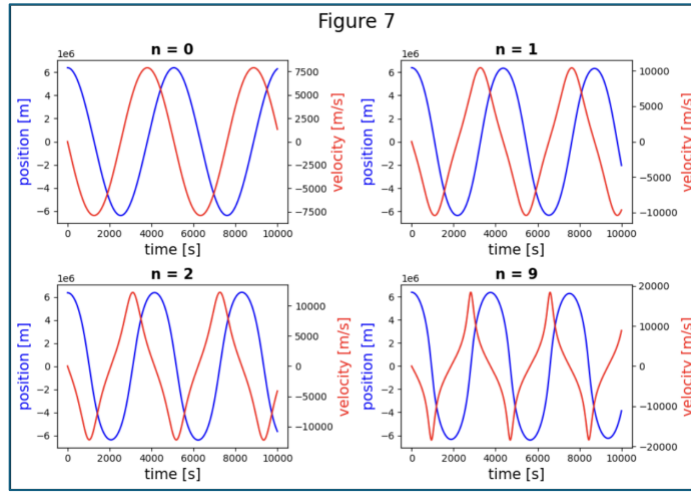 Figure 7
n = 0
1e6
position [m]
6
4
2
0
−2
−4
−6
7500
5000
2500
0
−2500
−5000
−7500
velocity [m/s]
0 2000 4000 6000 8000 10000
time [s]
n = 1
1e6
position [m]
6
4
2
0
−2
−4
−6
10000
5000
0
−5000
−10000
velocity [m/s]
0 2000 4000 6000 8000 10000
time [s]
n = 2
1e6
position [m]
6
4
2
0
−2
−4
−6
10000
5000
0
−5000
−10000
velocity [m/s]
0 2000 4000 6000 8000 10000
time [s]
n = 9
1e6
position [m]
6
4
2
0
−2
−4
−6
20000
10000
0
−10000
−20000
velocity [m/s]
0 2000 4000 6000 8000 10000
time [s]